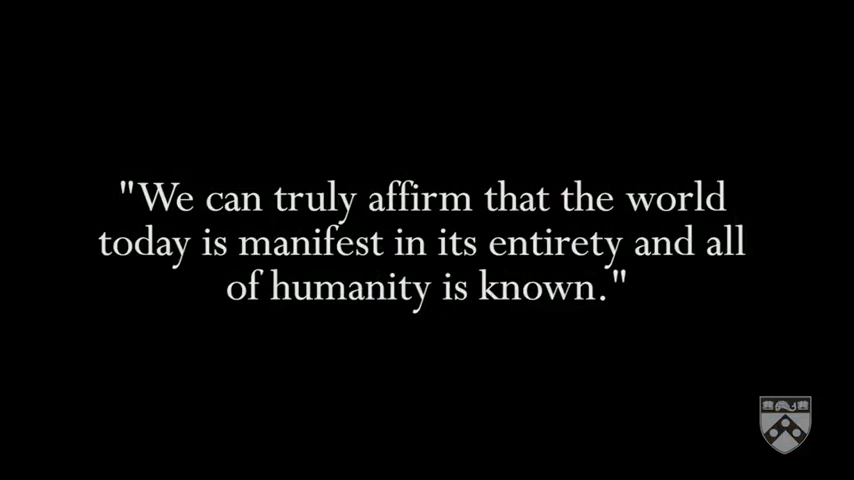 "We can truly affirm that the world
today is manifest in its entirety and all
of humanity is known."